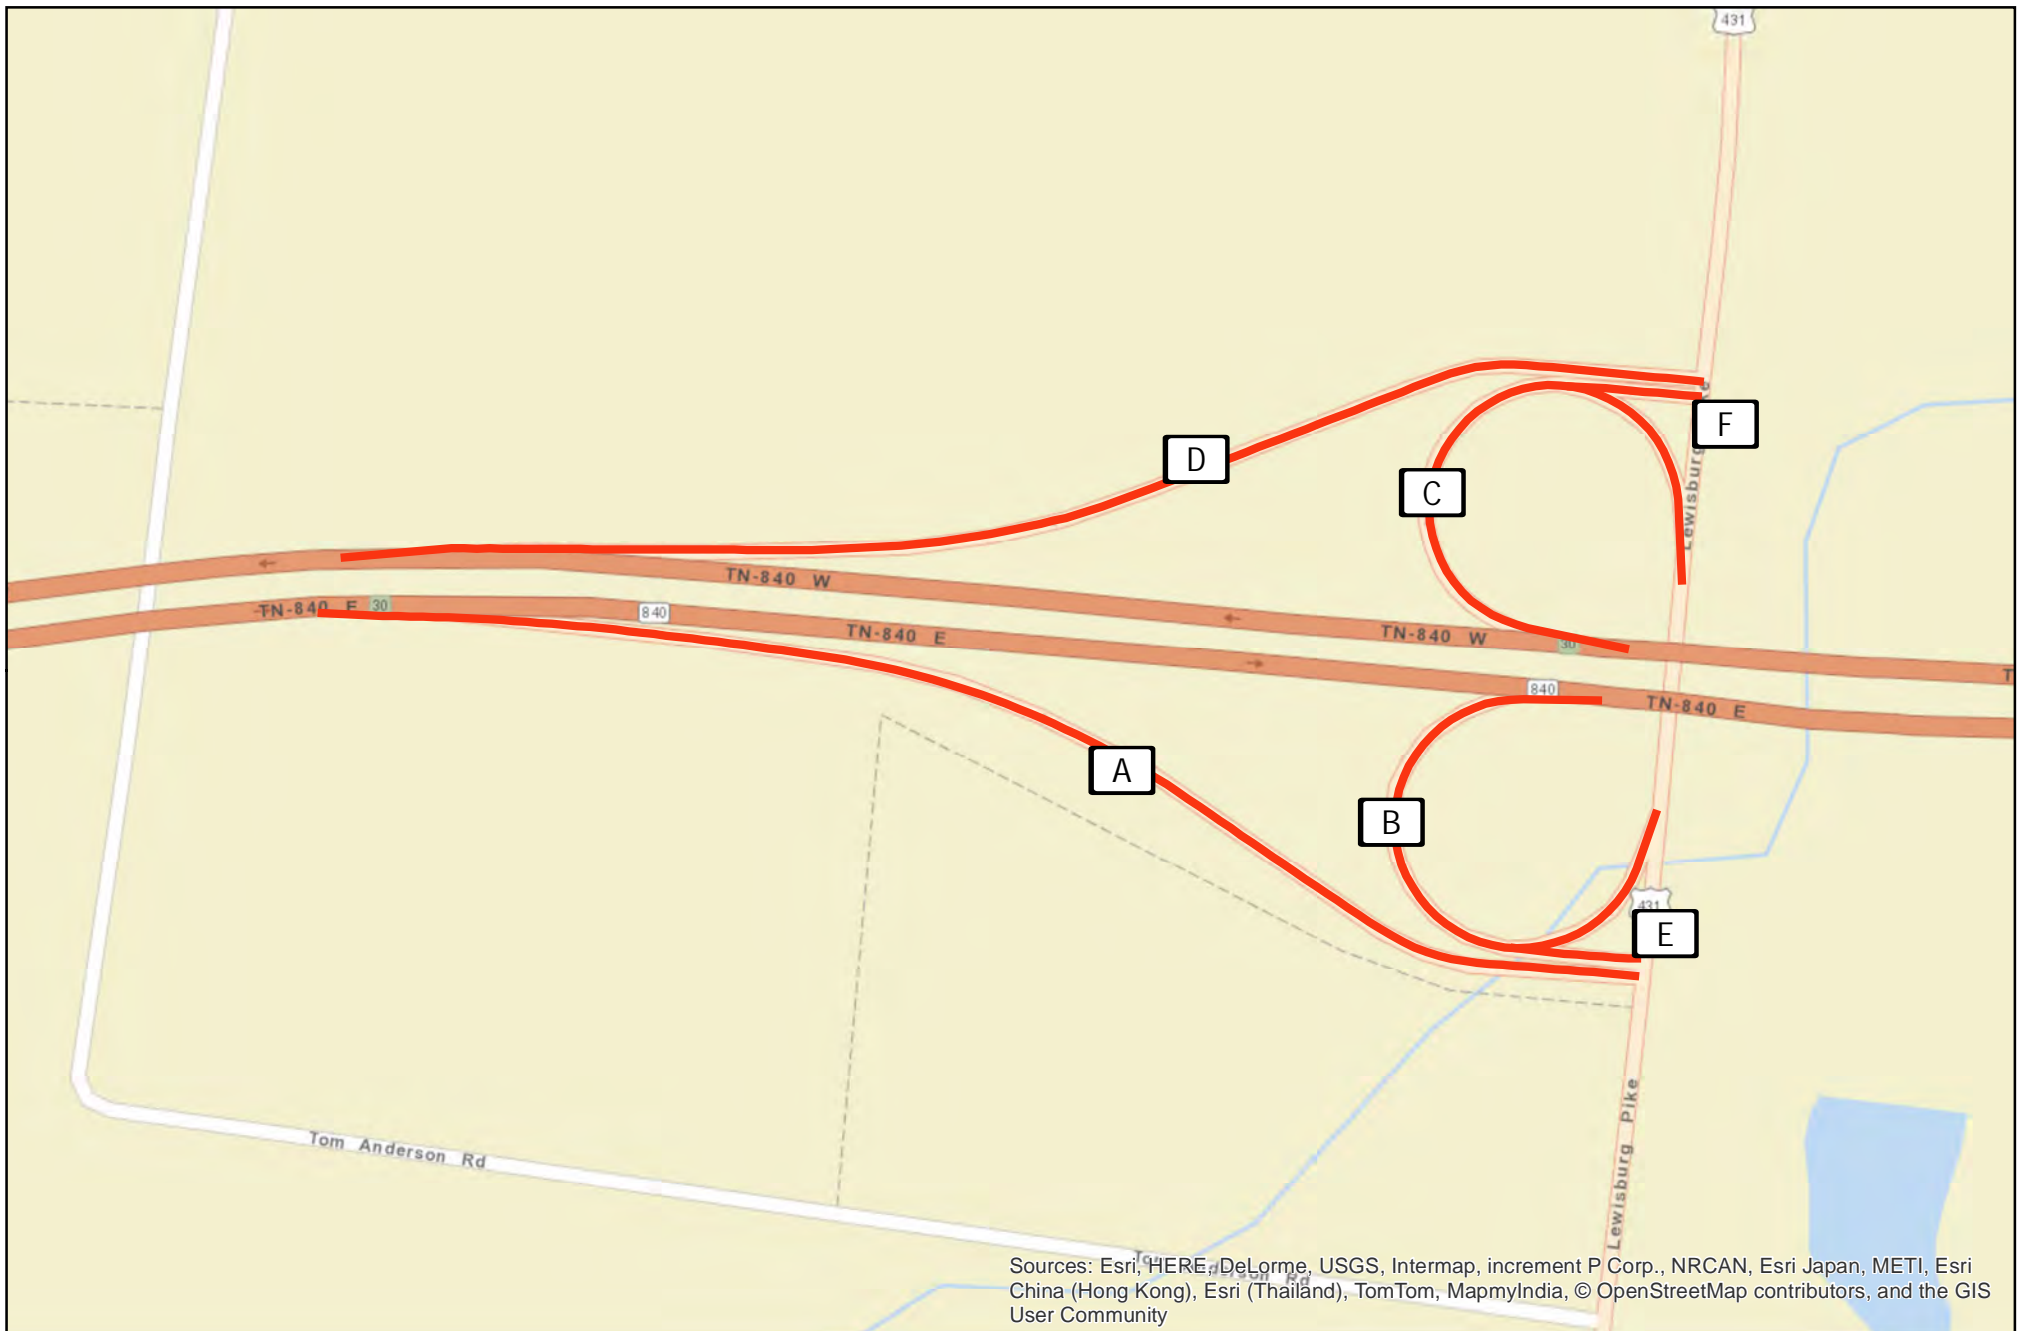 431
F
D
C
TN-840 W
TN-840 E
30
840
TN-840 E
TN-840 W
30
840
TN-840 E
A
B
431
E
Lewisburg Pike
Tom Anderson Rd
Sources: Esri, HERE, DeLorme, USGS, Intermap, increment P Corp., NRCAN, Esri Japan, METI, Esri
China (Hong Kong), Esri (Thailand), TomTom, MapmyIndia, © OpenStreetMap contributors, and the GIS
User Community